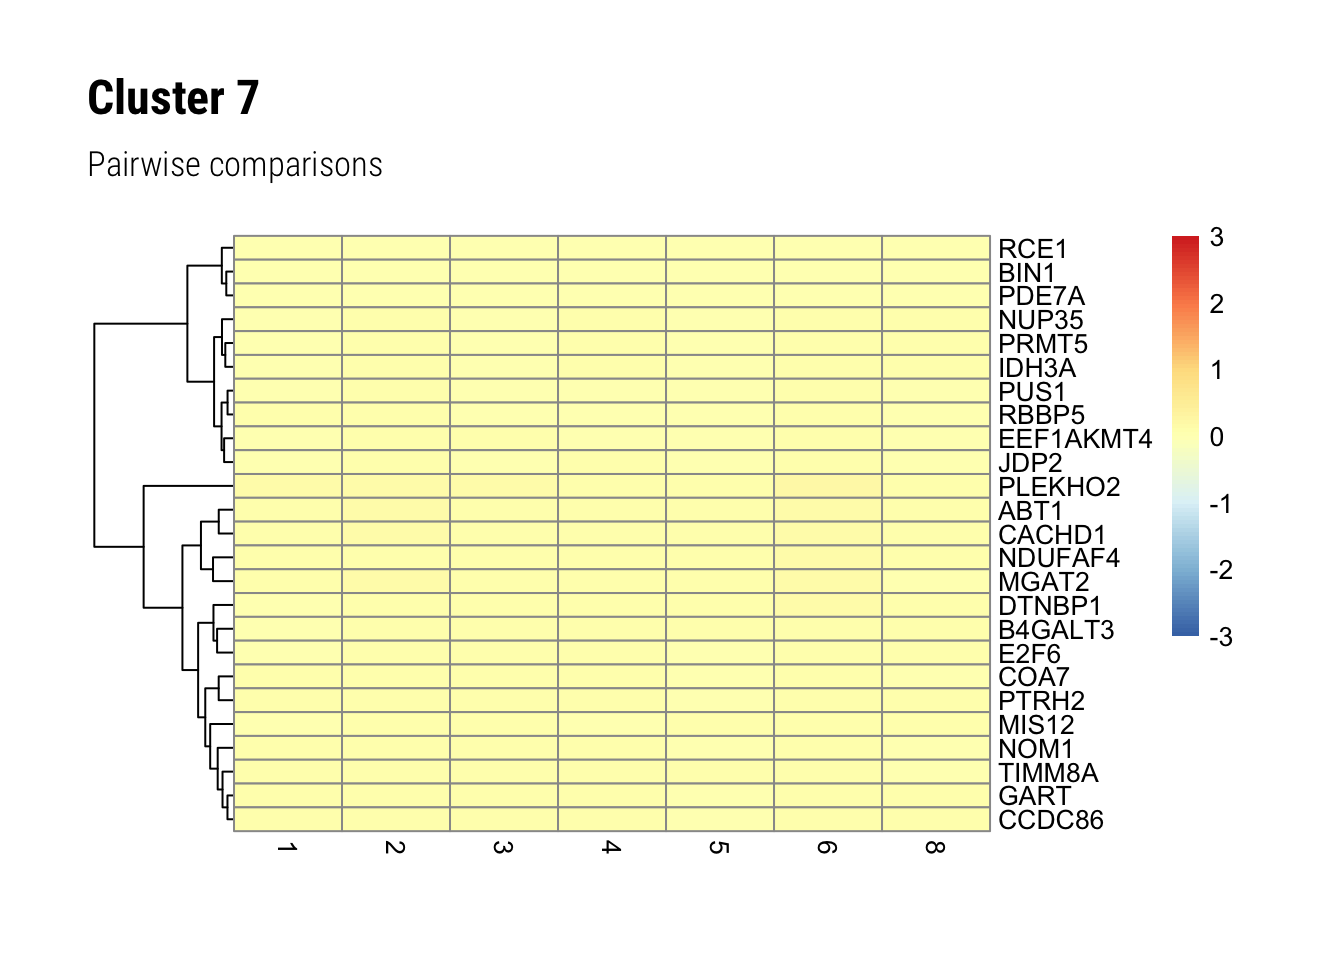 Cluster 7
Pairwise comparisons
RCE1
BIN1
PDE7A
NUP35
PRMT5
IDH3A
PUS1
RBBP5
EEF1AKMT4
JDP2
PLEKHO2
ABT1
CACHD1
NDUFAF4
MGAT2
DTNBP1
B4GALT3
E2F6
COA7
PTRH2
MIS12
NOM1
TIMM8A
GART
CCDC86
1 2 3 4 5 6 8
3
2
1
0
-1
-2
-3